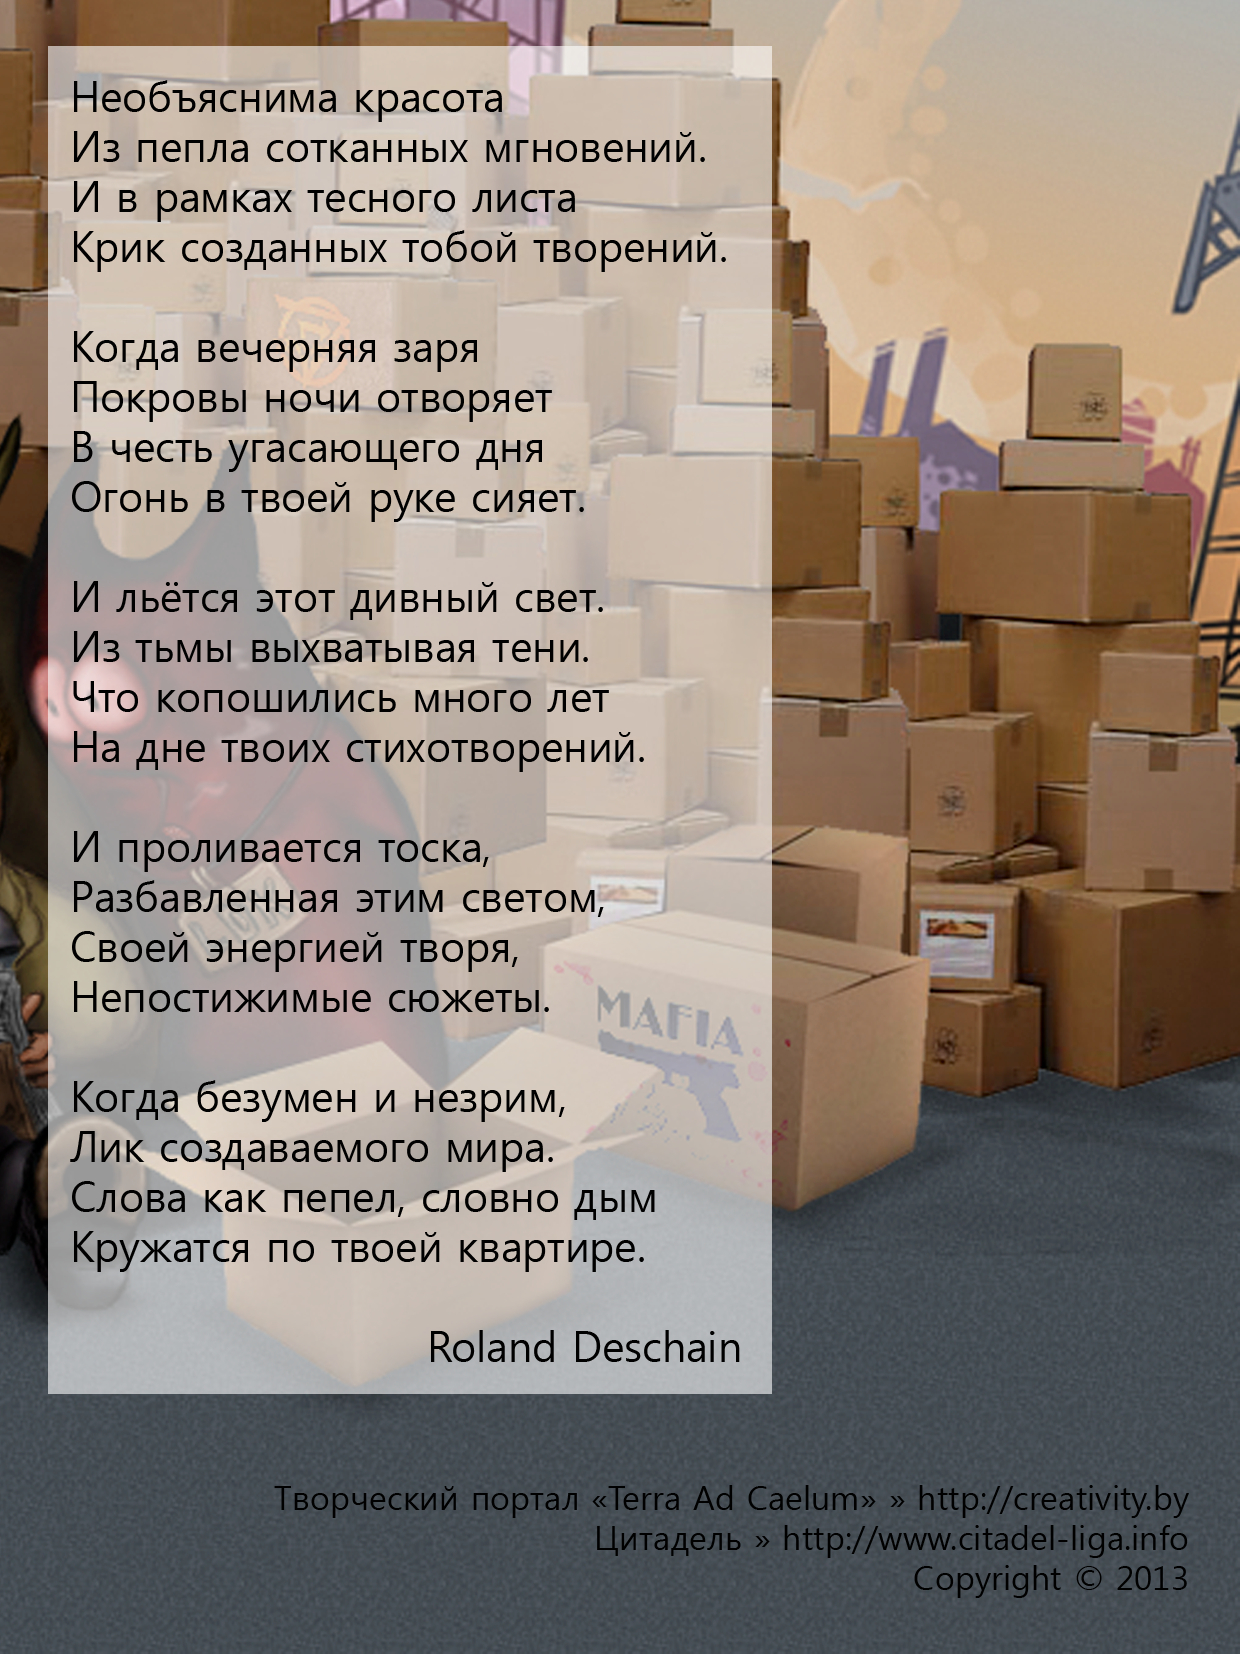 Необъяснима красота
Из пепла сотканных мгновений.
И в рамках тесного листа
Крик созданных тобой творений.

Когда вечерняя заря
Покровы ночи отворяет
В честь угасающего дня
Огонь в твоей руке сияет.

И льётся этот дивный свет.
Из тьмы выхватывая тени.
Что копошились много лет
На дне твоих стихотворений.

И проливается тоска,
Разбавленная этим светом,
Своей энергией творя,
Непостижимые сюжеты.

Когда безумен и незрим,
Лик создаваемого мира.
Слова как пепел, словно дым
Кружатся по твоей квартире.

Roland Deschain
MAFIA
Творческий портал «Terra Ad Caelum» » http://creativity.by
Цитадель » http://www.citadel-liga.info
Copyright © 2013